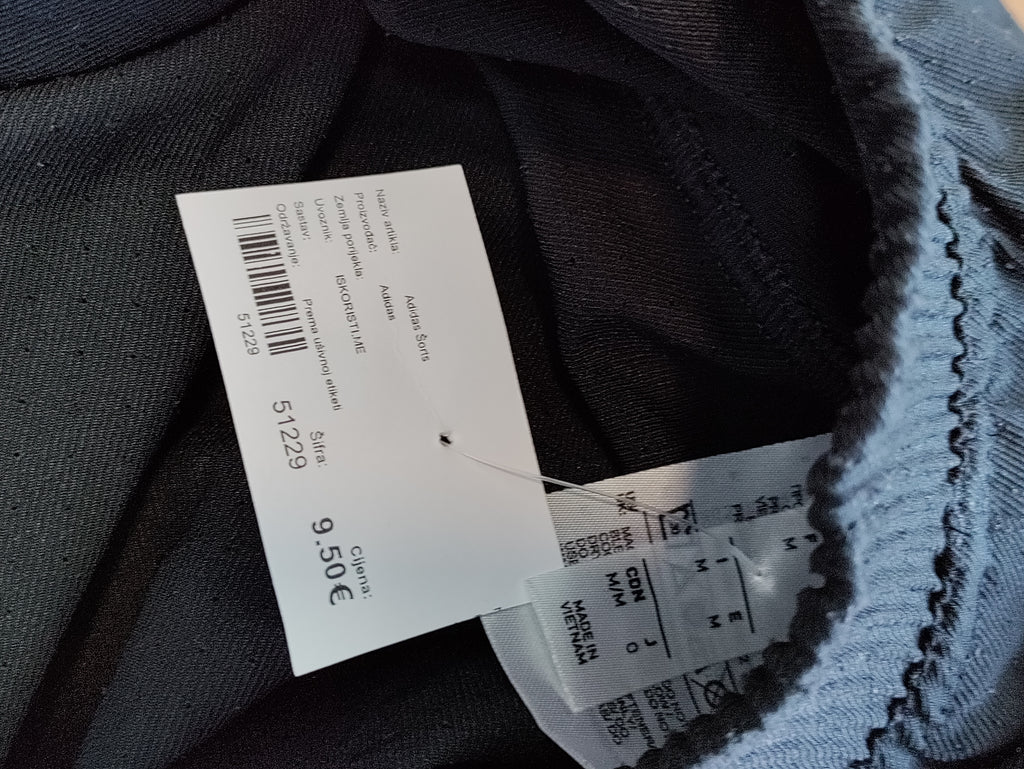 Naziv artikla: Adidas Šorts
Proizvođač: Adidas
Zemlja porijekla:
Uvoznik: ISKORISTI.ME
Sastav:
Održavanje: Prema ušivnoj etiketi
51229
Šifra:
51229
Cijena:
9.50€
F
M
I
M
E
M
CDN
M/M
J
O
MADE IN
VIETNAM